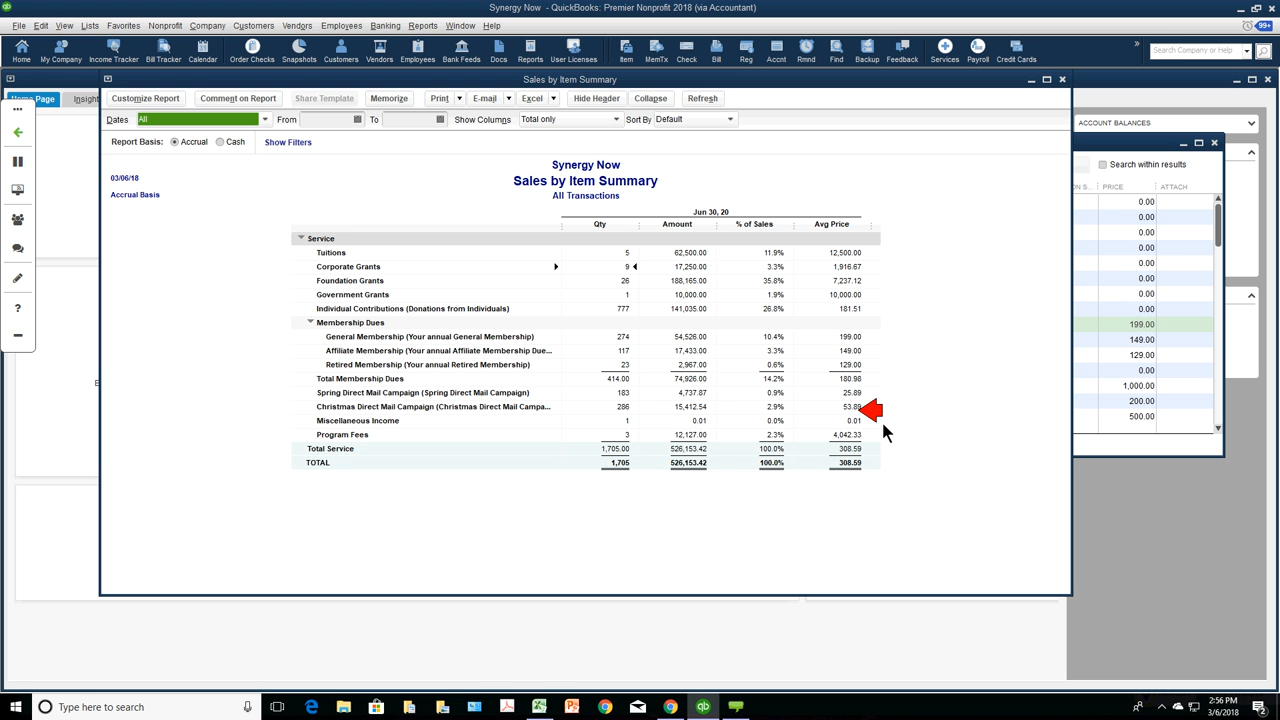 Synergy Now - QuickBooks: Premier Nonprofit 2018 (via Accountant)
File Edit View Lists Favorites Nonprofit Company Customers Vendors Employees Banking Reports Window Help 99+
Home My Company Income Tracker Bill Tracker Calendar Order Checks Snapshots Customers Vendors Employees Bank Feeds Docs Reports User Licenses Item MemTx Check Bill Reg Accnt Rmnd Find Backup Feedback Services Payroll Credit Cards » Search Company or Help
Sales by Item Summary
Home Page Insight
Customize Report Comment on Report Share Template Memorize Print E-mail Excel Hide Header Collapse Refresh
Dates All From To Show Columns Total only Sort By Default
Report Basis: Accrual Cash Show Filters
ACCOUNT BALANCES
Search within results
PRICE ATTACH
0.00
0.00
0.00
0.00
0.00
0.00
0.00
0.00
199.00
149.00
129.00
0.00
1,000.00
200.00
500.00
Synergy Now
03/06/18 Sales by Item Summary
Accrual Basis All Transactions
Jun 30, 20
Qty Amount % of Sales Avg Price
Service
Tuitions 5 62,500.00 11.9% 12,500.00
Corporate Grants 9 17,250.00 3.3% 1,916.67
Foundation Grants 26 188,165.00 35.8% 7,237.12
Government Grants 1 10,000.00 1.9% 10,000.00
Individual Contributions (Donations from Individuals) 777 141,035.00 26.8% 181.51
Membership Dues
General Membership (Your annual General Membership) 274 54,526.00 10.4% 199.00
Affiliate Membership (Your annual Affiliate Membership Due... 117 17,433.00 3.3% 149.00
Retired Membership (Your annual Retired Membership) 23 2,967.00 0.6% 129.00
Total Membership Dues 414.00 74,926.00 14.2% 180.98
Spring Direct Mail Campaign (Spring Direct Mail Campaign) 183 4,737.87 0.9% 25.89
Christmas Direct Mail Campaign (Christmas Direct Mail Campa... 286 15,412.54 2.9% 53.89
Miscellaneous Income 1 0.01 0.0% 0.01
Program Fees 3 12,127.00 2.3% 4,042.33
Total Service 1,705.00 526,153.42 100.0% 308.59
TOTAL 1,705 526,153.42 100.0% 308.59
Type here to search
2:56 PM
3/6/2018